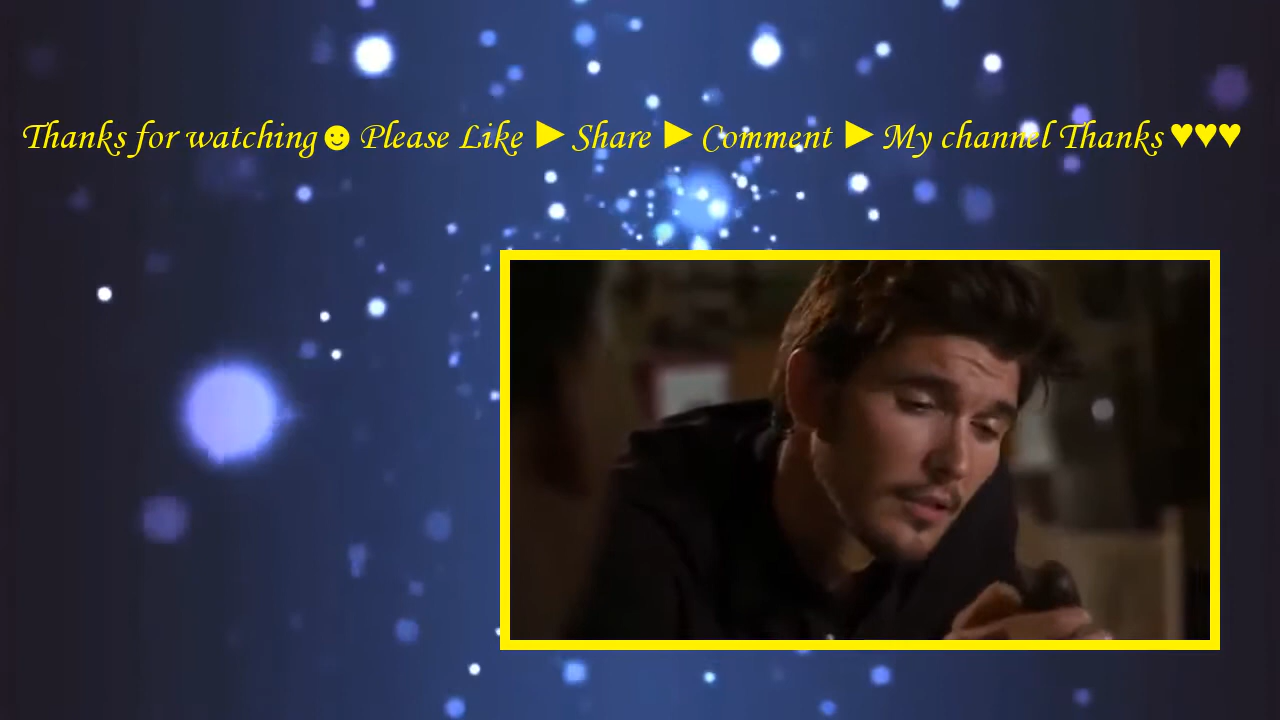 Thanks for watching☻Please Like ► Share ► Comment ► My channel Thanks ♥♥♥